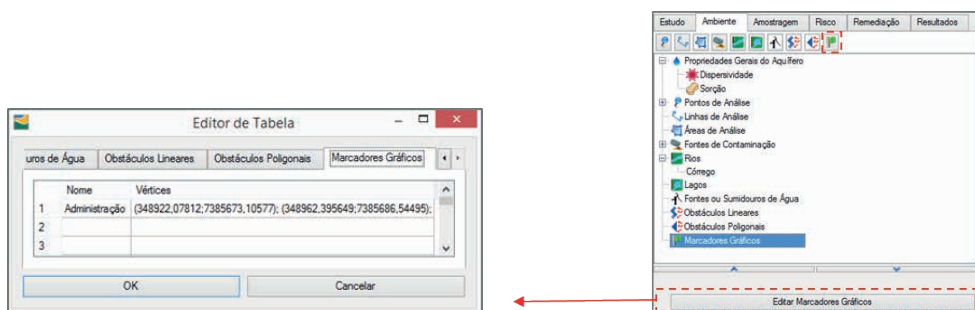 Editor de Tabela
uros de Água Obstáculos Lineares Obstáculos Poligonais Marcadores Gráficos
Nome Vértices
1 Administração (348922,07812;7385673,10577); (348962,395649;7385686,54495);
2
3
OK Cancelar
Estudo Ambiente Amostragem Risco Remediação Resultados
Propriedades Gerais do Aquífero
Dispersividade
Sorção
Pontos de Análise
Linhas de Análise
Áreas de Análise
Fontes de Contaminação
Rios
Córrego
Lagos
Fontes ou Sumidouros de Água
Obstáculos Lineares
Obstáculos Poligonais
Marcadores Gráficos
Editar Marcadores Gráficos